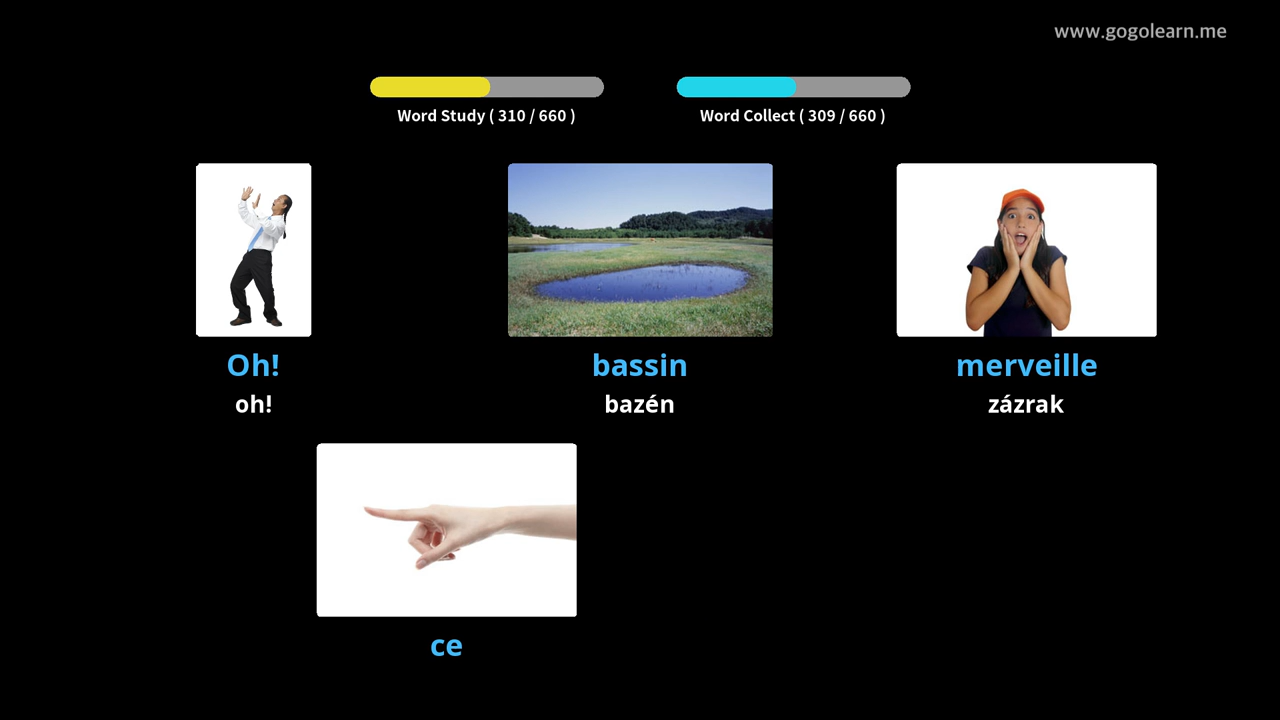 www.gogolearn.me
Word Study ( 310 / 660 )
Word Collect ( 309 / 660 )
Oh!
bassin
merveille
oh!
bazén
zázrak
ce